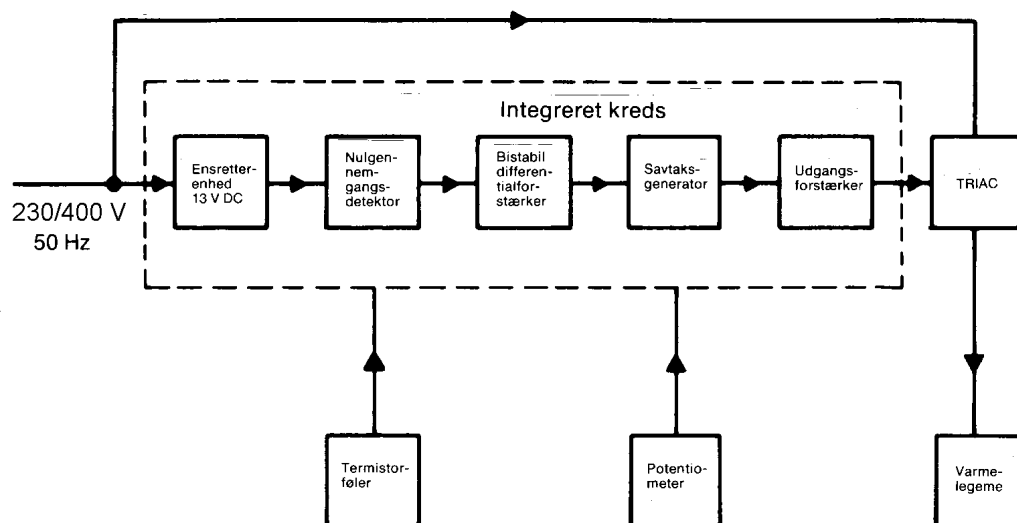 Integreret kreds
Ensretter-
enhed
13 V DC
Nulgen-
nem-
gangs-
detektor
Bistabil
differen-
tialfor-
stærker
Savtaks-
generator
Udgangs-
forstærker
TRIAC
230/400 V
50 Hz
Termistor-
føler
Potentio-
meter
Varme-
legeme